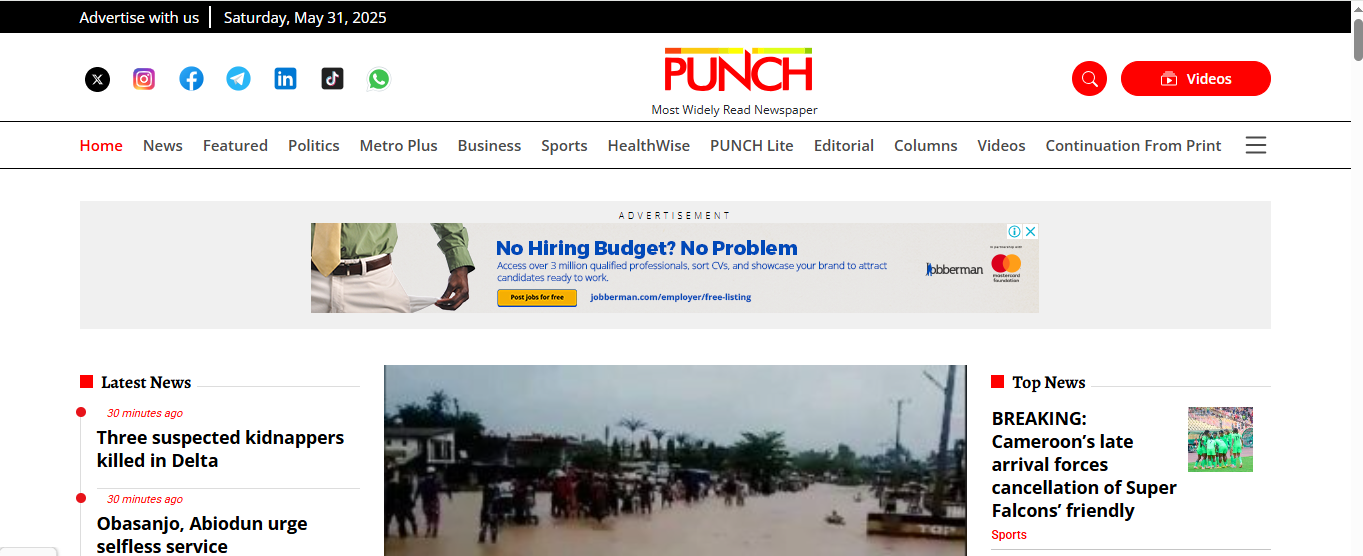 Advertise with us
Saturday, May 31, 2025
PUNCH
Most Widely Read Newspaper
Videos
Home News Featured Politics Metro Plus Business Sports HealthWise PUNCH Lite Editorial Columns Videos Continuation From Print
ADVERTISEMENT
No Hiring Budget? No Problem
Access over 3 million qualified professionals, sort CVs, and showcase your brand to attract
candidates ready to work.
Post jobs for free
jobberman.com/employer/free-listing
In partnership with
Jobberman
mastercard
foundation
Latest News
30 minutes ago
Three suspected kidnappers
killed in Delta
30 minutes ago
Obasanjo, Abiodun urge
selfless service
TOP
Top News
BREAKING:
Cameroon’s late
arrival forces
cancellation of Super
Falcons’ friendly
Sports